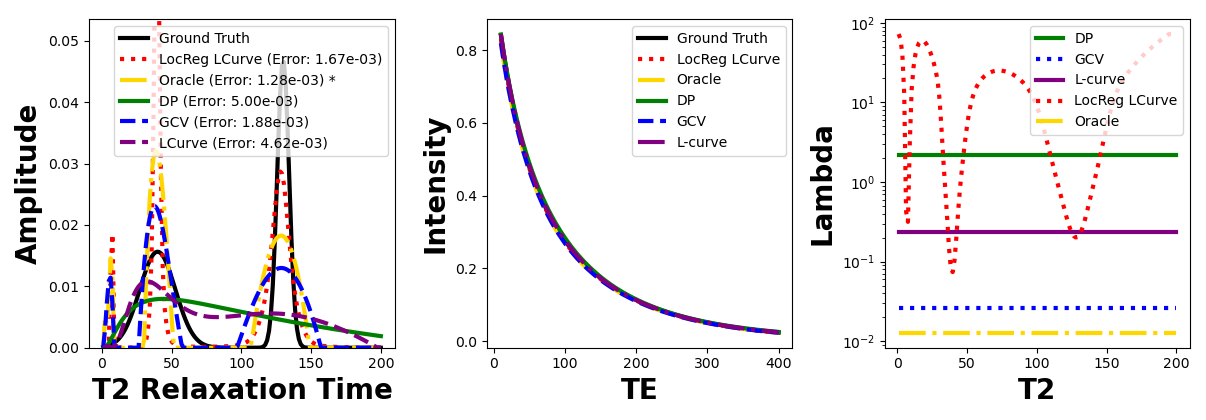 Amplitude
0.05
0.04
0.03
0.02
0.01
0.00
Ground Truth
LocReg LCurve (Error: 1.67e-03)
Oracle (Error: 1.28e-03) *
DP (Error: 5.00e-03)
GCV (Error: 1.88e-03)
LCurve (Error: 4.62e-03)
0 50 100 150 200
T2 Relaxation Time
Intensity
0.8
0.6
0.4
0.2
0.0
Ground Truth
LocReg LCurve
Oracle
DP
GCV
L-curve
0 100 200 300 400
TE
Lambda
10²
10¹
10⁰
10⁻¹
10⁻²
DP
GCV
L-curve
LocReg LCurve
Oracle
0 50 100 150 200
T2